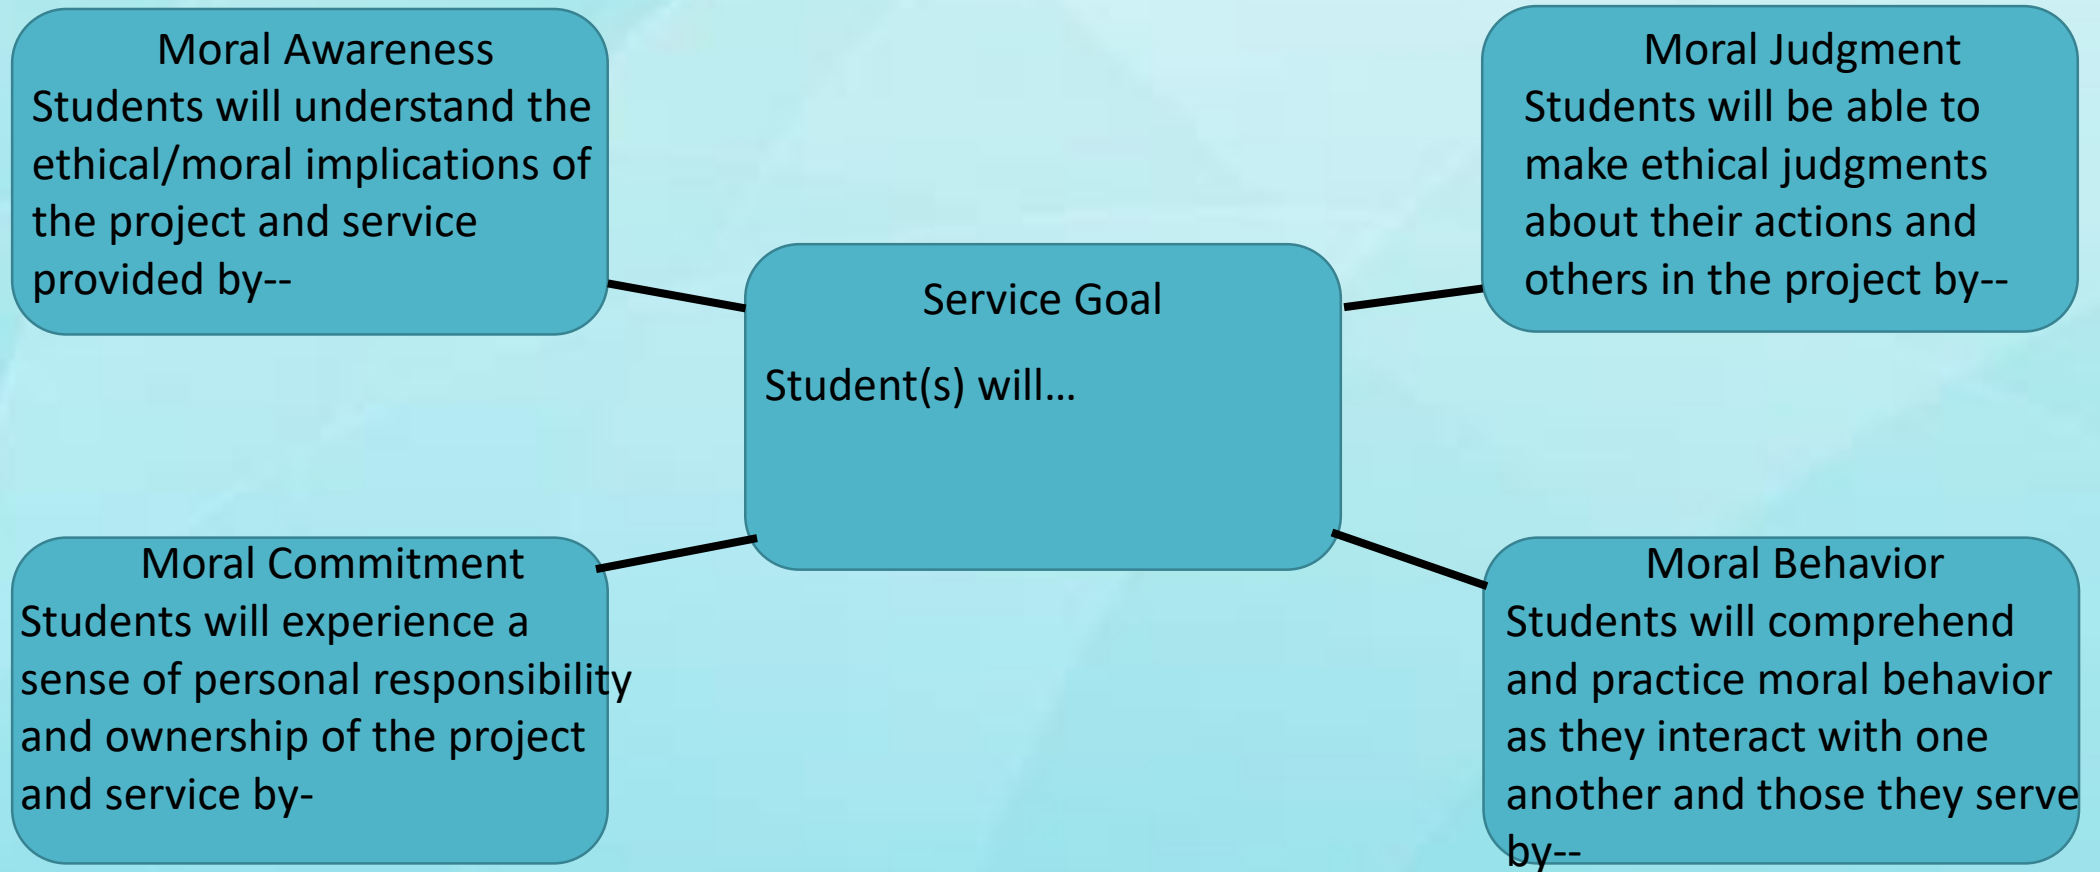 Moral Awareness
Students will understand the
ethical/moral implications of
the project and service
provided by--
Moral Judgment
Students will be able to
make ethical judgments
about their actions and
others in the project by--
Service Goal
Student(s) will…
Moral Commitment
Students will experience a
sense of personal responsibility
and ownership of the project
and service by-
Moral Behavior
Students will comprehend
and practice moral behavior
as they interact with one
another and those they serve
by--